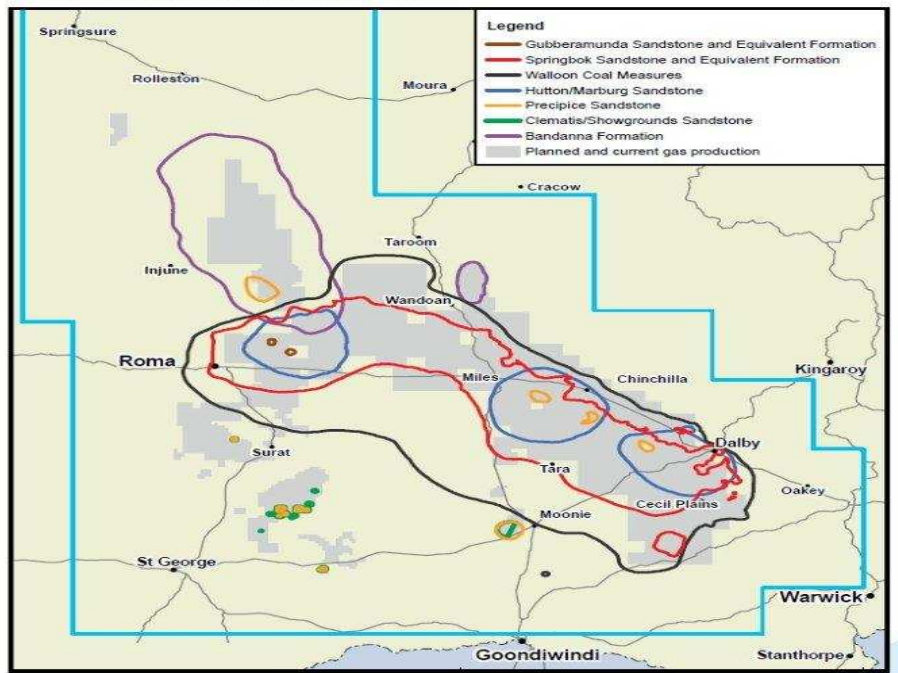 Legend
Gubberamunda Sandstone and Equivalent Formation
Springbok Sandstone and Equivalent Formation
Walloon Coal Measures
Hutton/Marburg Sandstone
Precipice Sandstone
Clematis/Showgrounds Sandstone
Bandanna Formation
Planned and current gas production
Springsure
Rolleston
Moura
Cracow
Taroom
Injune
Wandoan
Roma
Miles
Chinchilla
Kingaroy
Dalby
Surat
Tara
Oakey
Cecil Plains
Moonie
St George
Warwick
Goondiwindi
Stanthorpe